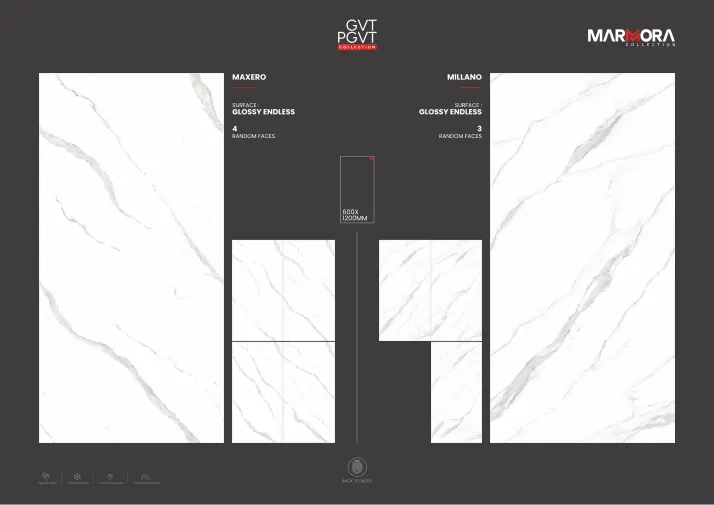 GVT
PGVT
COLLECTION
MARMORA
COLLECTION
MAXERO
SURFACE :
GLOSSY ENDLESS
4
RANDOM FACES
MILLANO
SURFACE :
GLOSSY ENDLESS
3
RANDOM FACES
600X
1200MM
BACK TO INDEX